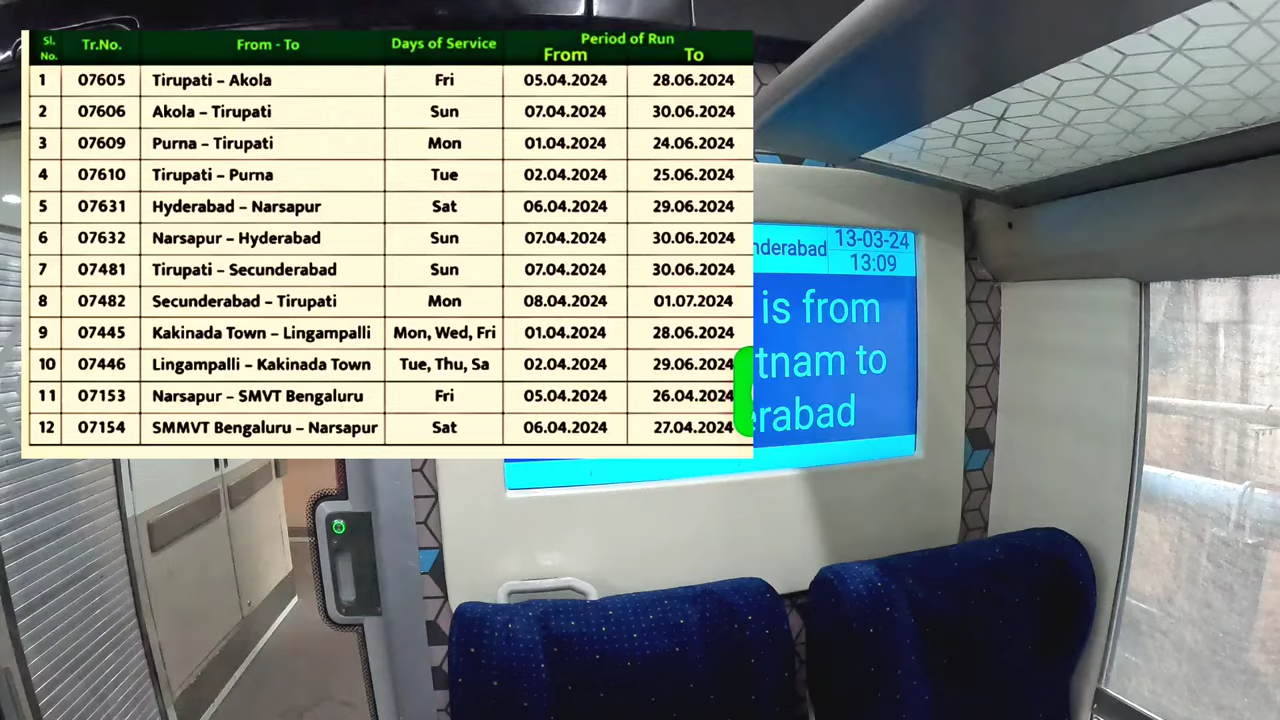 Sl. No. Tr.No. From - To Days of Service Period of Run From To
1 07605 Tirupati – Akola Fri 05.04.2024 28.06.2024
2 07606 Akola – Tirupati Sun 07.04.2024 30.06.2024
3 07609 Purna – Tirupati Mon 01.04.2024 24.06.2024
4 07610 Tirupati – Purna Tue 02.04.2024 25.06.2024
5 07631 Hyderabad – Narsapur Sat 06.04.2024 29.06.2024
6 07632 Narsapur – Hyderabad Sun 07.04.2024 30.06.2024
7 07481 Tirupati – Secunderabad Sun 07.04.2024 30.06.2024
8 07482 Secunderabad – Tirupati Mon 08.04.2024 01.07.2024
9 07445 Kakinada Town – Lingampalli Mon, Wed, Fri 01.04.2024 28.06.2024
10 07446 Lingampalli – Kakinada Town Tue, Thu, Sa 02.04.2024 29.06.2024
11 07153 Narsapur – SMVT Bengaluru Fri 05.04.2024 26.04.2024
12 07154 SMMVT Bengaluru – Narsapur Sat 06.04.2024 27.04.2024
nderabad 13-03-24
13:09
is from
tnam to
erabad